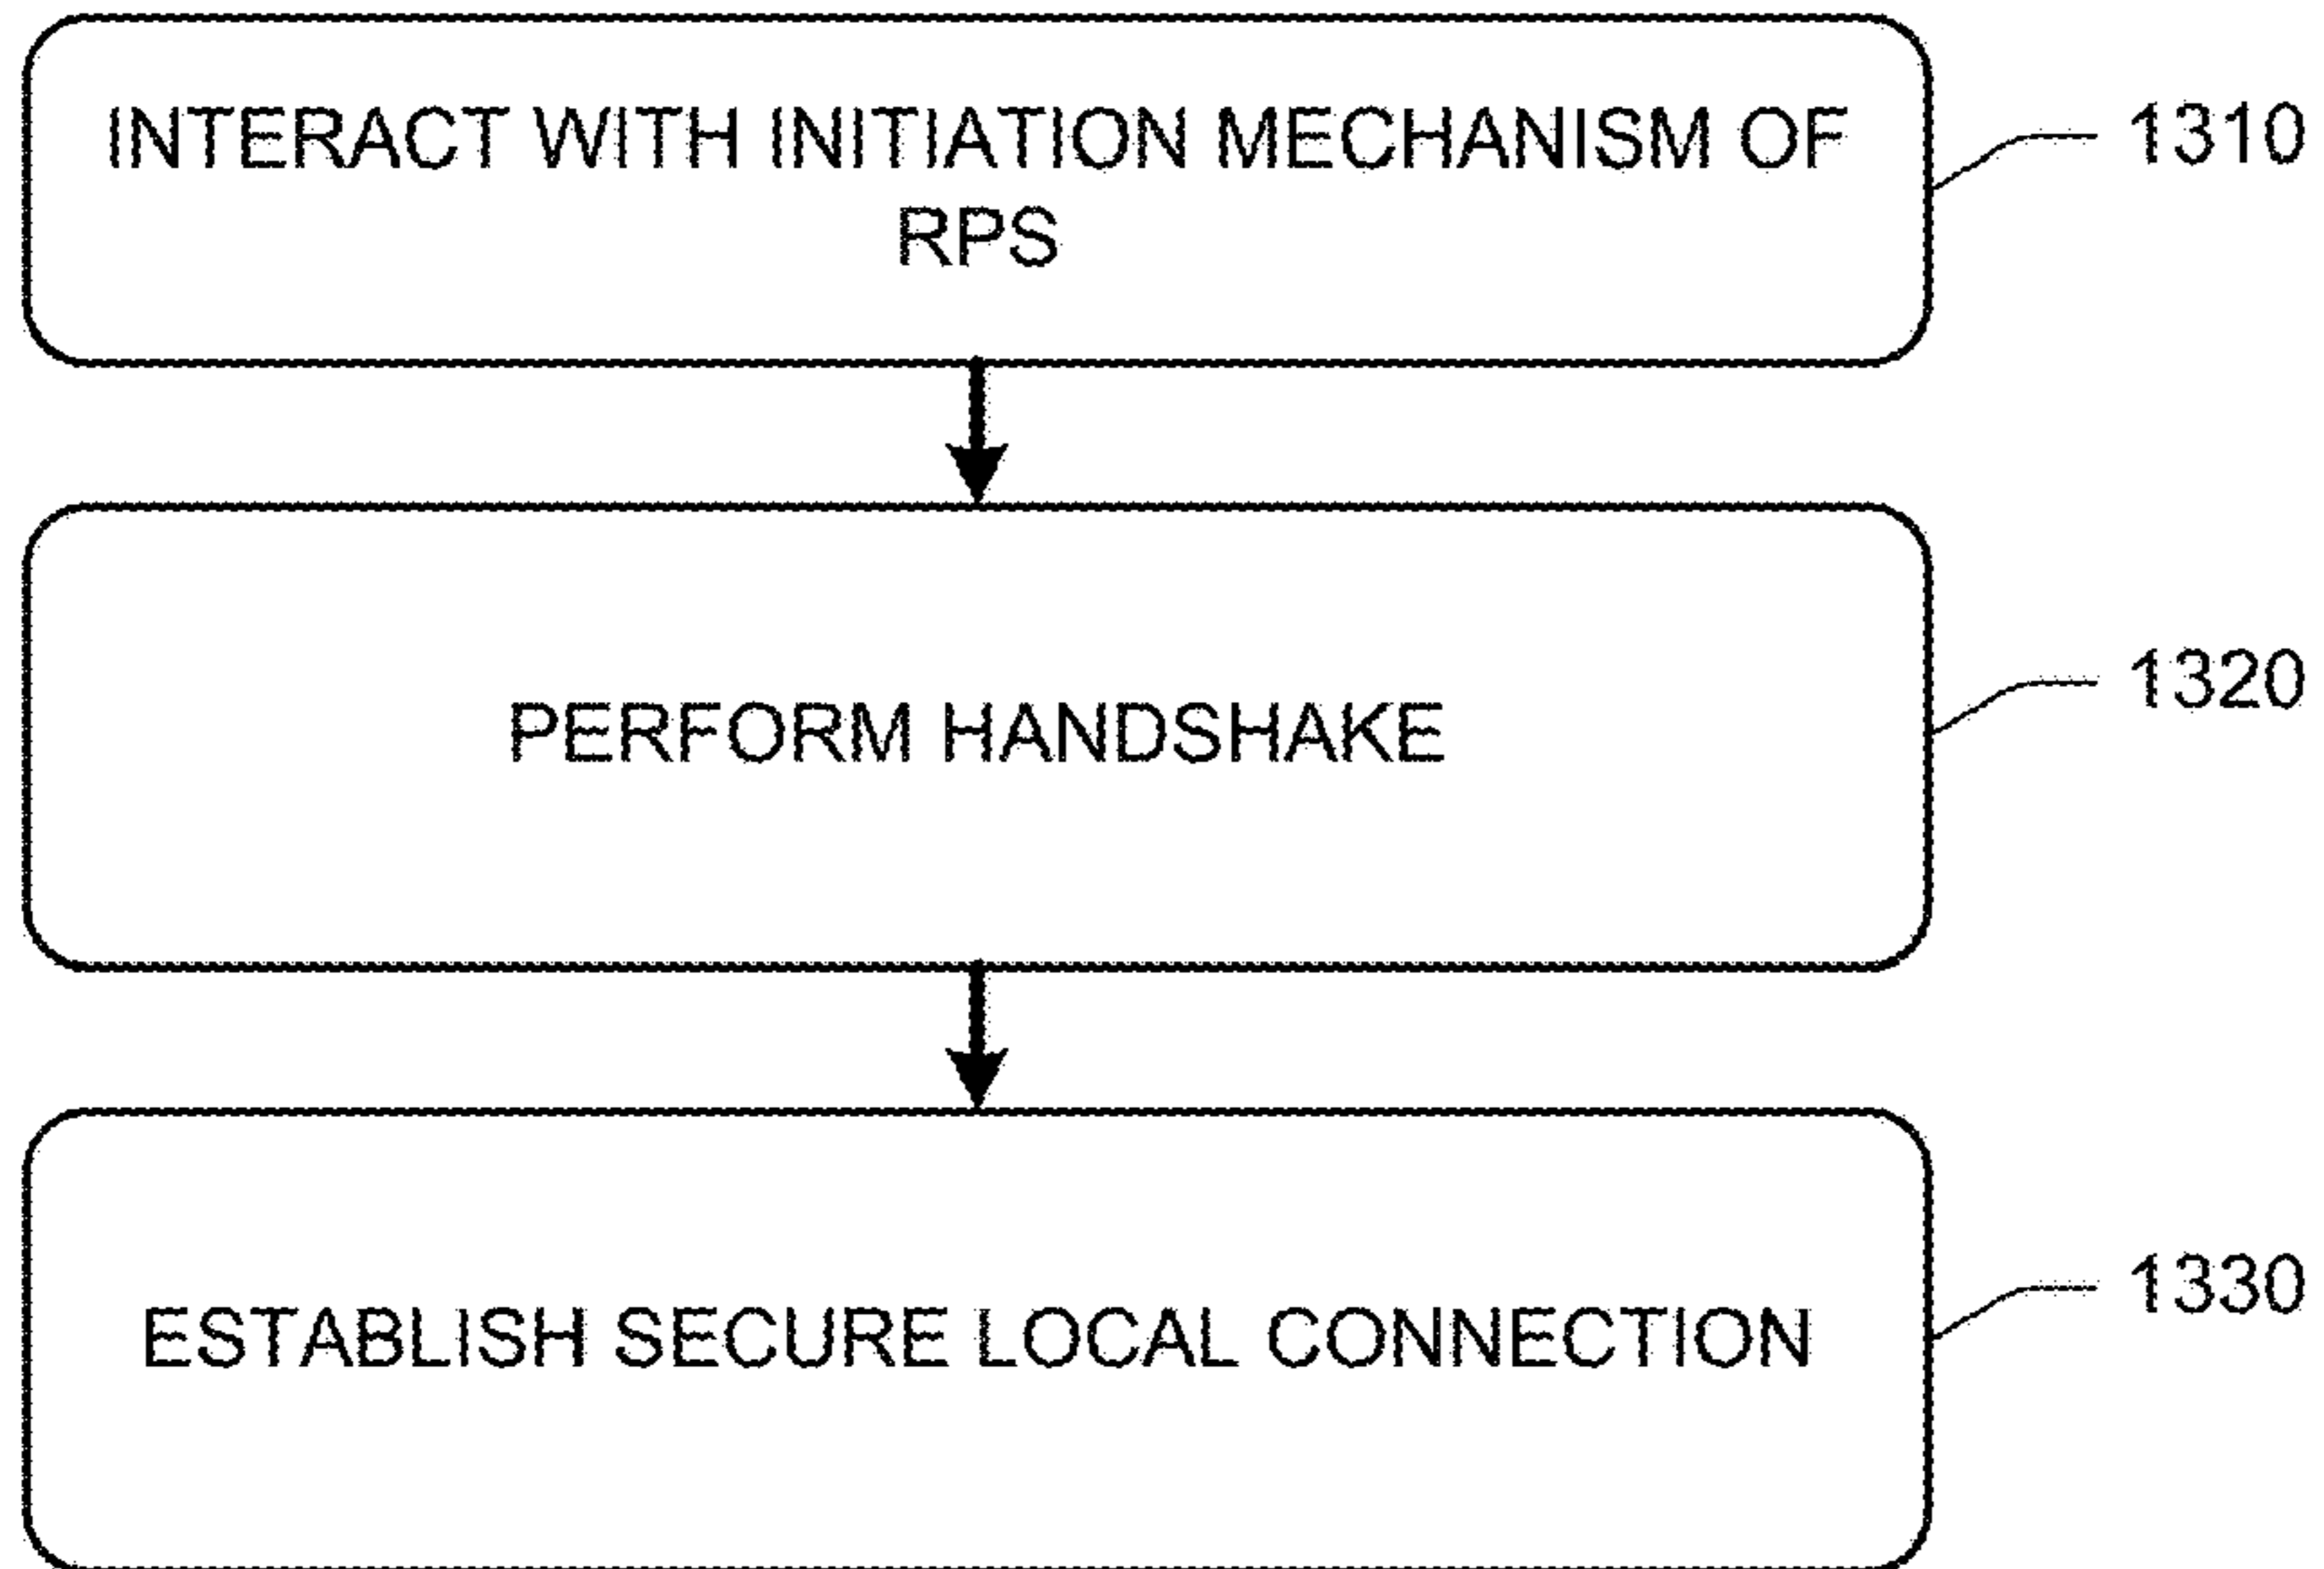 INTERACT WITH INITIATION MECHANISM OF
RPS
1310
PERFORM HANDSHAKE
1320
ESTABLISH SECURE LOCAL CONNECTION
1330